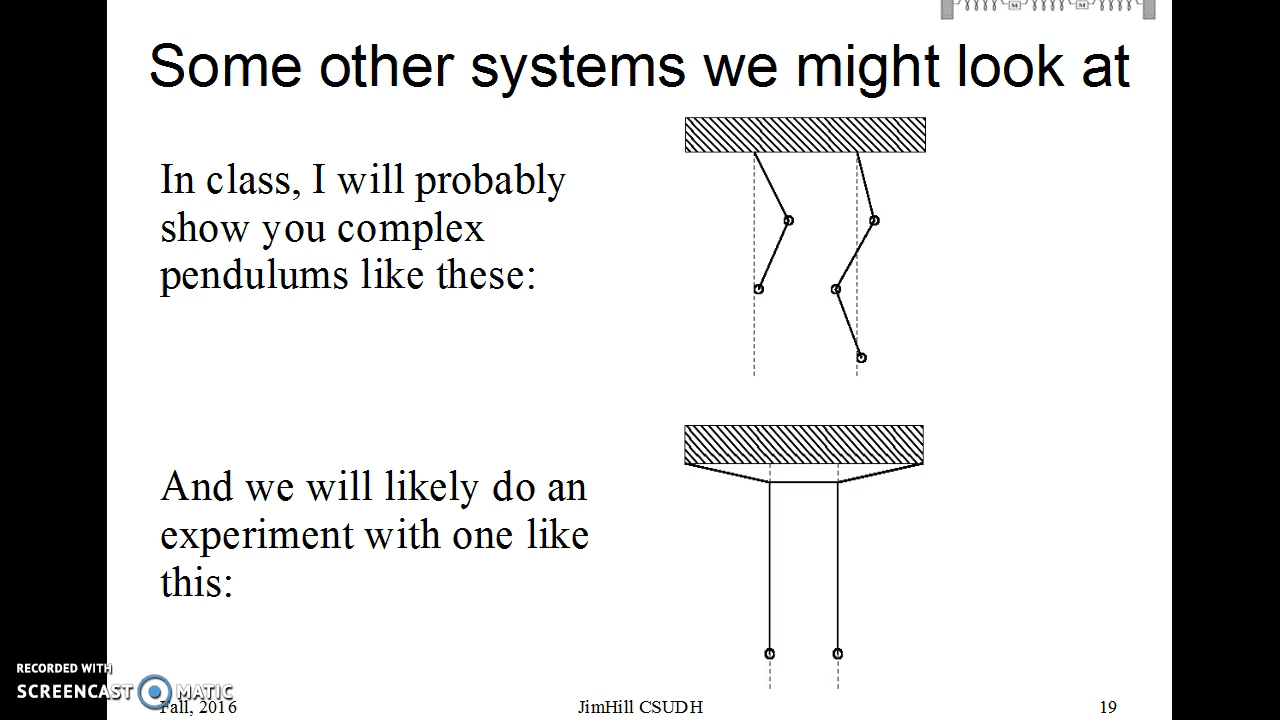 Some other systems we might look at
In class, I will probably
show you complex
pendulums like these:
And we will likely do an
experiment with one like
this:
RECORDED WITH
SCREENCAST MATIC
Fall, 2016
JimHill CSUDH
19